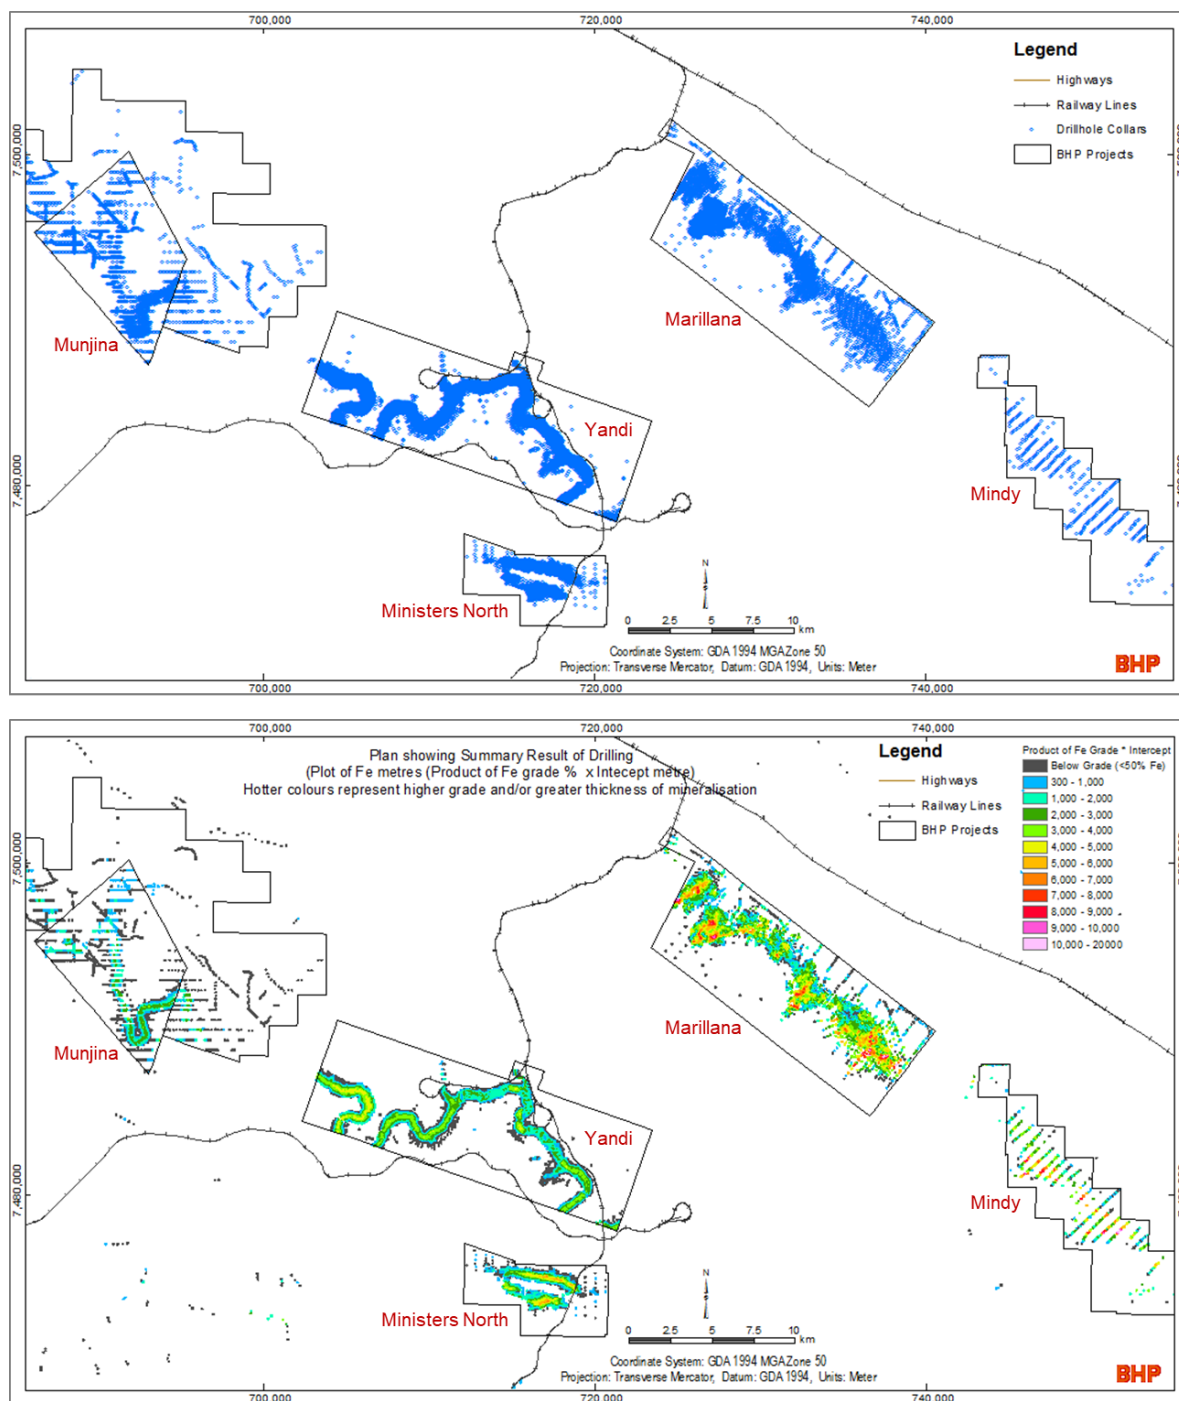 700,000
720,000
740,000
Legend
Highways
Railway Lines
Drillhole Collars
BHP Projects
7,500,000
Munjina
Marillana
Yandi
7,480,000
Mindy
Ministers North
N
0 2.5 5 7.5 10
km
Coordinate System: GDA 1994 MGAZone 50
Projection: Transverse Mercator, Datum: GDA 1994, Units: Meter
BHP
700,000
720,000
740,000
700,000
720,000
740,000
Plan showing Summary Result of Drilling
(Plot of Fe metres (Product of Fe grade % x Intecept metre)
Hotter colours represent higher grade and/or greater thickness of mineralisation
Legend
Highways
Railway Lines
BHP Projects
Product of Fe Grade * Intercept
Below Grade (<50% Fe)
300 - 1,000
1,000 - 2,000
2,000 - 3,000
3,000 - 4,000
4,000 - 5,000
5,000 - 6,000
6,000 - 7,000
7,000 - 8,000
8,000 - 9,000
9,000 - 10,000
10,000 - 20000
7,500,000
Munjina
Marillana
Yandi
7,480,000
Mindy
Ministers North
N
0 2.5 5 7.5 10
km
Coordinate System: GDA 1994 MGAZone 50
Projection: Transverse Mercator, Datum: GDA 1994, Units: Meter
BHP
700,000
720,000
740,000